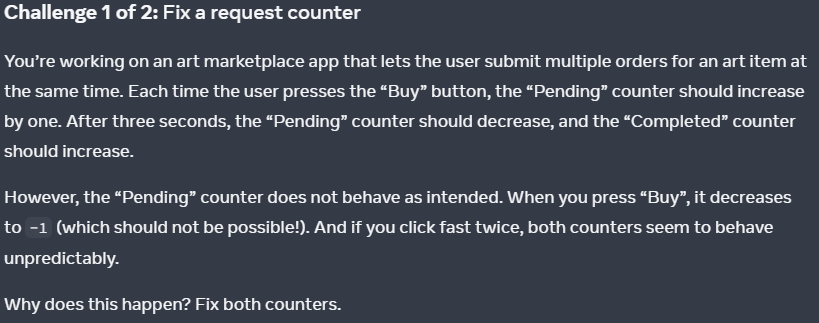 Challenge 1 of 2: Fix a request counter
You’re working on an art marketplace app that lets the user submit multiple orders for an art item at
the same time. Each time the user presses the “Buy” button, the “Pending” counter should increase
by one. After three seconds, the “Pending” counter should decrease, and the “Completed” counter
should increase.
However, the “Pending” counter does not behave as intended. When you press “Buy”, it decreases
to -1 (which should not be possible!). And if you click fast twice, both counters seem to behave
unpredictably.
Why does this happen? Fix both counters.